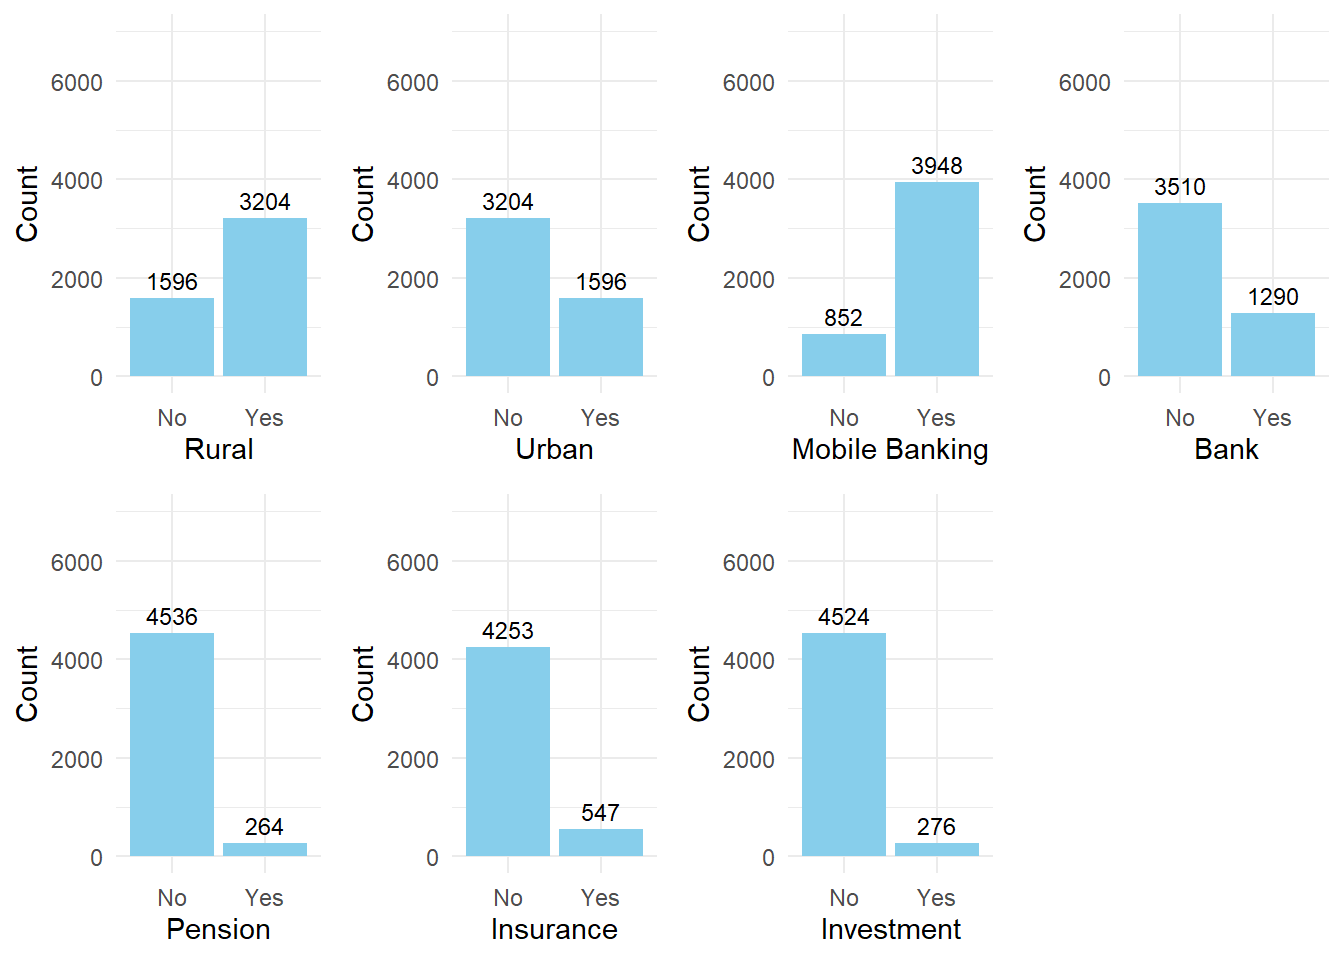 6000
4000
2000
0
Count
1596
3204
No Yes
Rural
6000
4000
2000
0
Count
3204
1596
No Yes
Urban
6000
4000
2000
0
Count
852
3948
No Yes
Mobile Banking
6000
4000
2000
0
Count
3510
1290
No Yes
Bank
6000
4000
2000
0
Count
4536
264
No Yes
Pension
6000
4000
2000
0
Count
4253
547
No Yes
Insurance
6000
4000
2000
0
Count
4524
276
No Yes
Investment